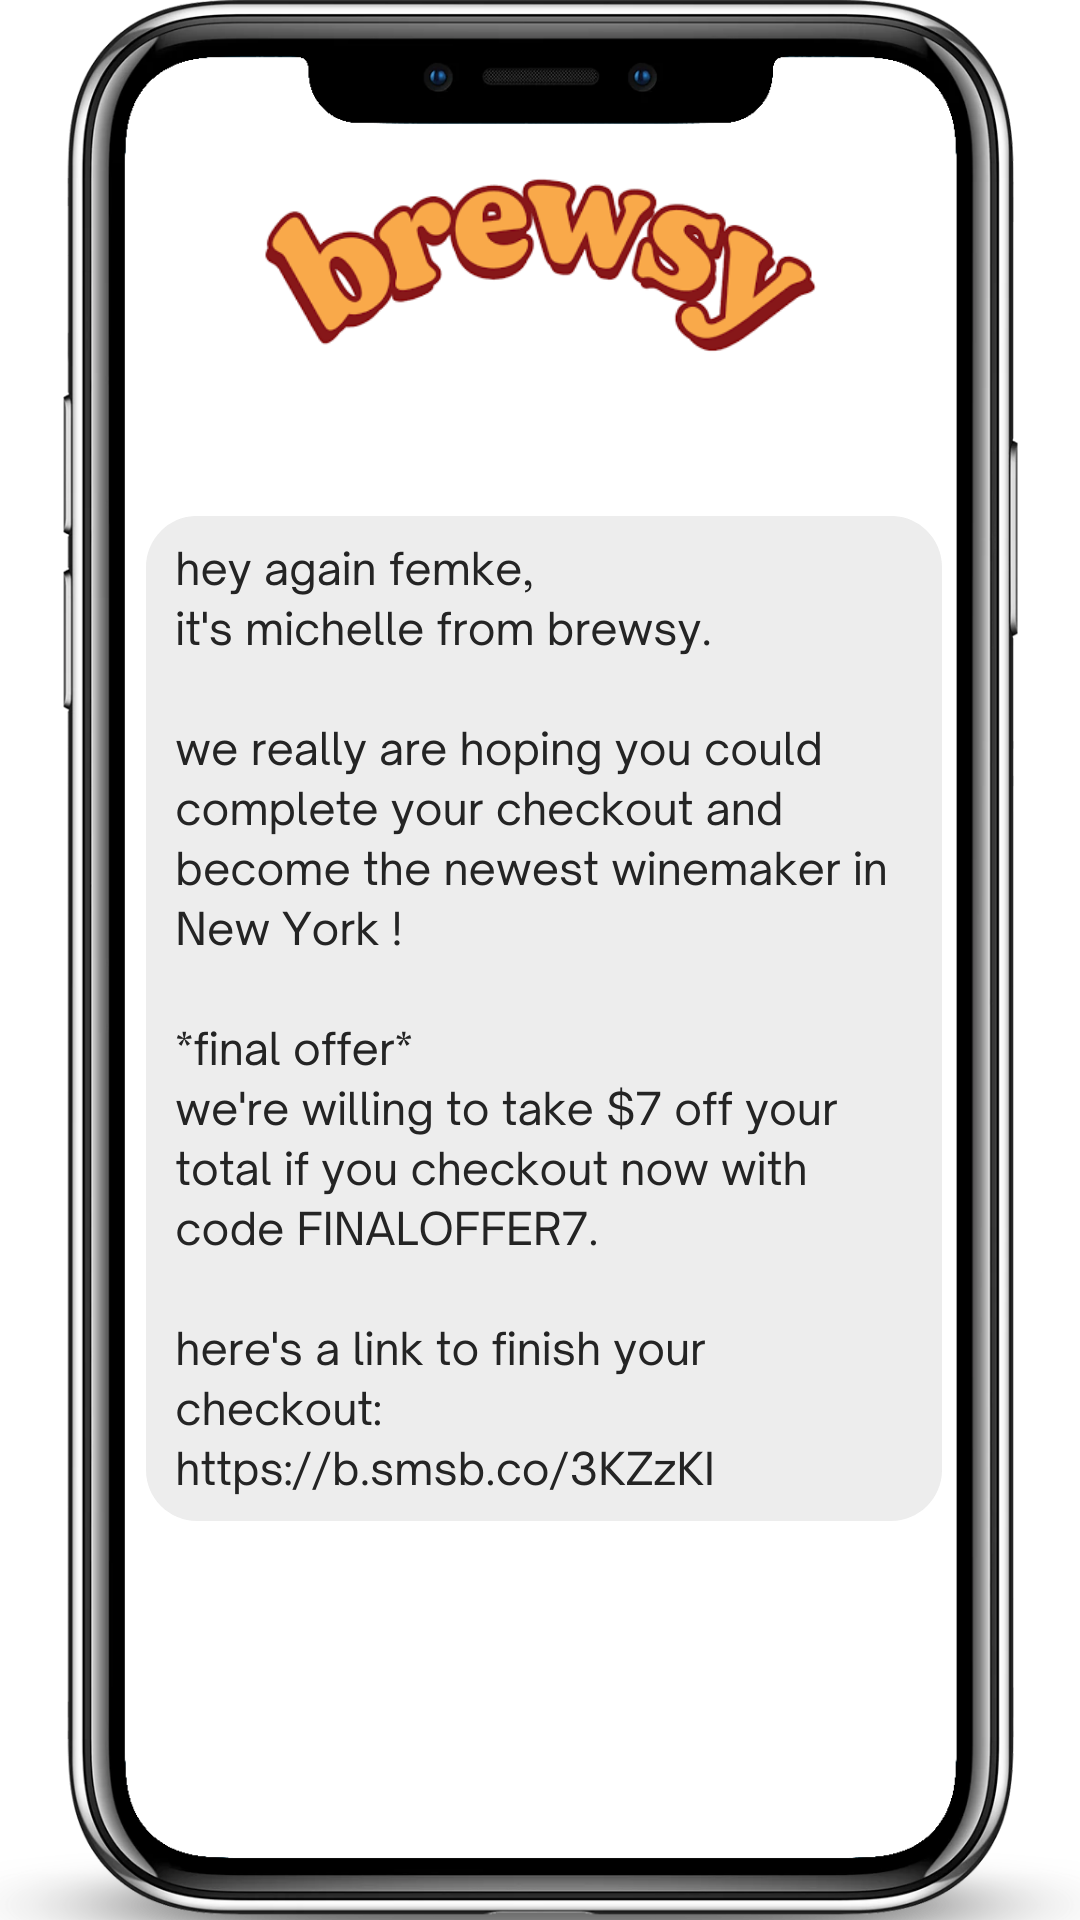 brewsy
hey again femke,
it's michelle from brewsy.
we really are hoping you could
complete your checkout and
become the newest winemaker in
New York !
*final offer*
we're willing to take $7 off your
total if you checkout now with
code FINALOFFER7.
here's a link to finish your
checkout:
https://b.smsb.co/3KZzKl